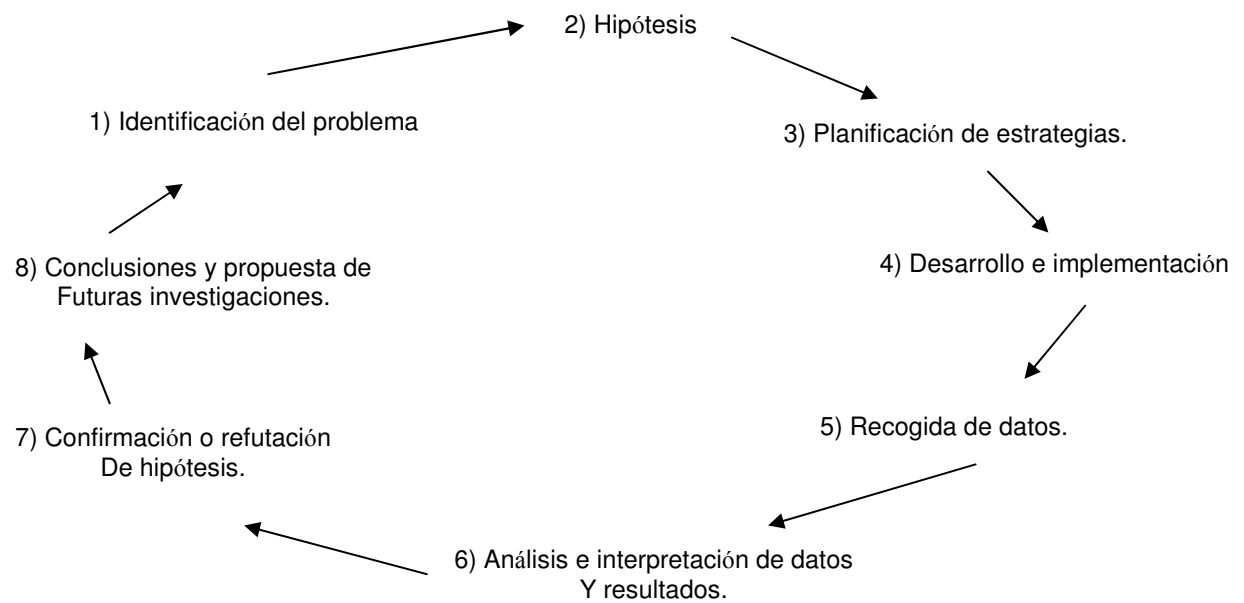 2) Hipótesis
1) Identificación del problema
3) Planificación de estrategias.
8) Conclusiones y propuesta de
Futuras investigaciones.
4) Desarrollo e implementación
7) Confirmación o refutación
De hipótesis.
5) Recogida de datos.
6) Análisis e interpretación de datos
Y resultados.